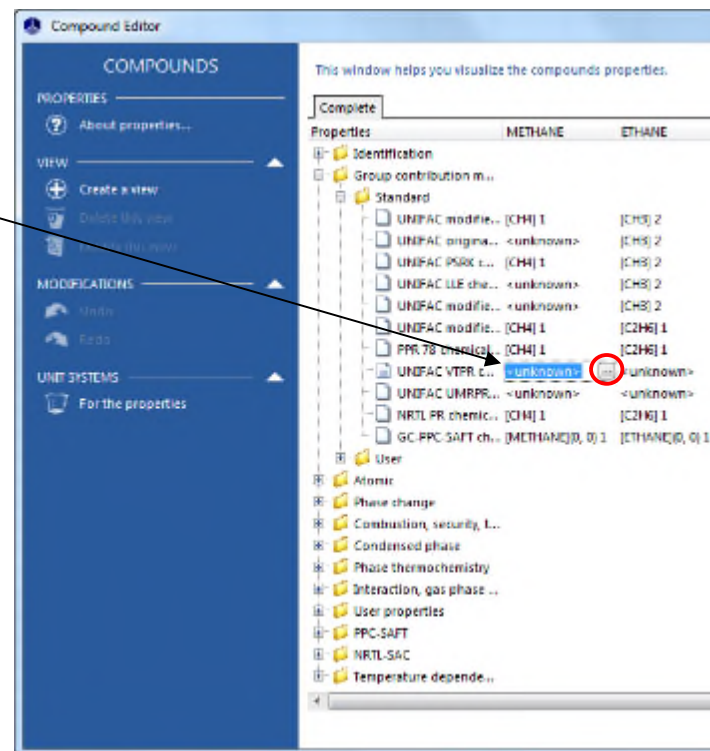 Compound Editor
COMPOUNDS
PROPERTIES
About properties...
VIEW
Create a view
Delete this view
MODIFICATIONS
Undo
Redo
UNIT SYSTEMS
For the properties
This window helps you visualize the compounds properties.
Complete
Properties METHANE ETHANE
Identification
Group contribution m...
Standard
UNIFAC modifie... [CH4] 1 [CH3] 2
UNIFAC origina... <unknown> [CH3] 2
UNIFAC PSRK c... [CH4] 1 [CH3] 2
UNIFAC LLE che... <unknown> [CH3] 2
UNIFAC modifie... <unknown> [CH3] 2
UNIFAC modifie... [CH4] 1 [C2H6] 1
PPR 78 chemical... [CH4] 1 [C2H6] 1
UNIFAC VTPR c... <unknown> ... <unknown>
UNIFAC UMRPR... <unknown> <unknown>
NRTL PR chemic... [CH4] 1 [C2H6] 1
GC-PPC-SAFT ch... [METHANE](0, 0) 1 [ETHANE](0, 0) 1
User
Atomic
Phase change
Combustion, security, t...
Condensed phase
Phase thermochemistry
Interaction, gas phase ...
User properties
PPC-SAFT
NRTL-SAC
Temperature depende...